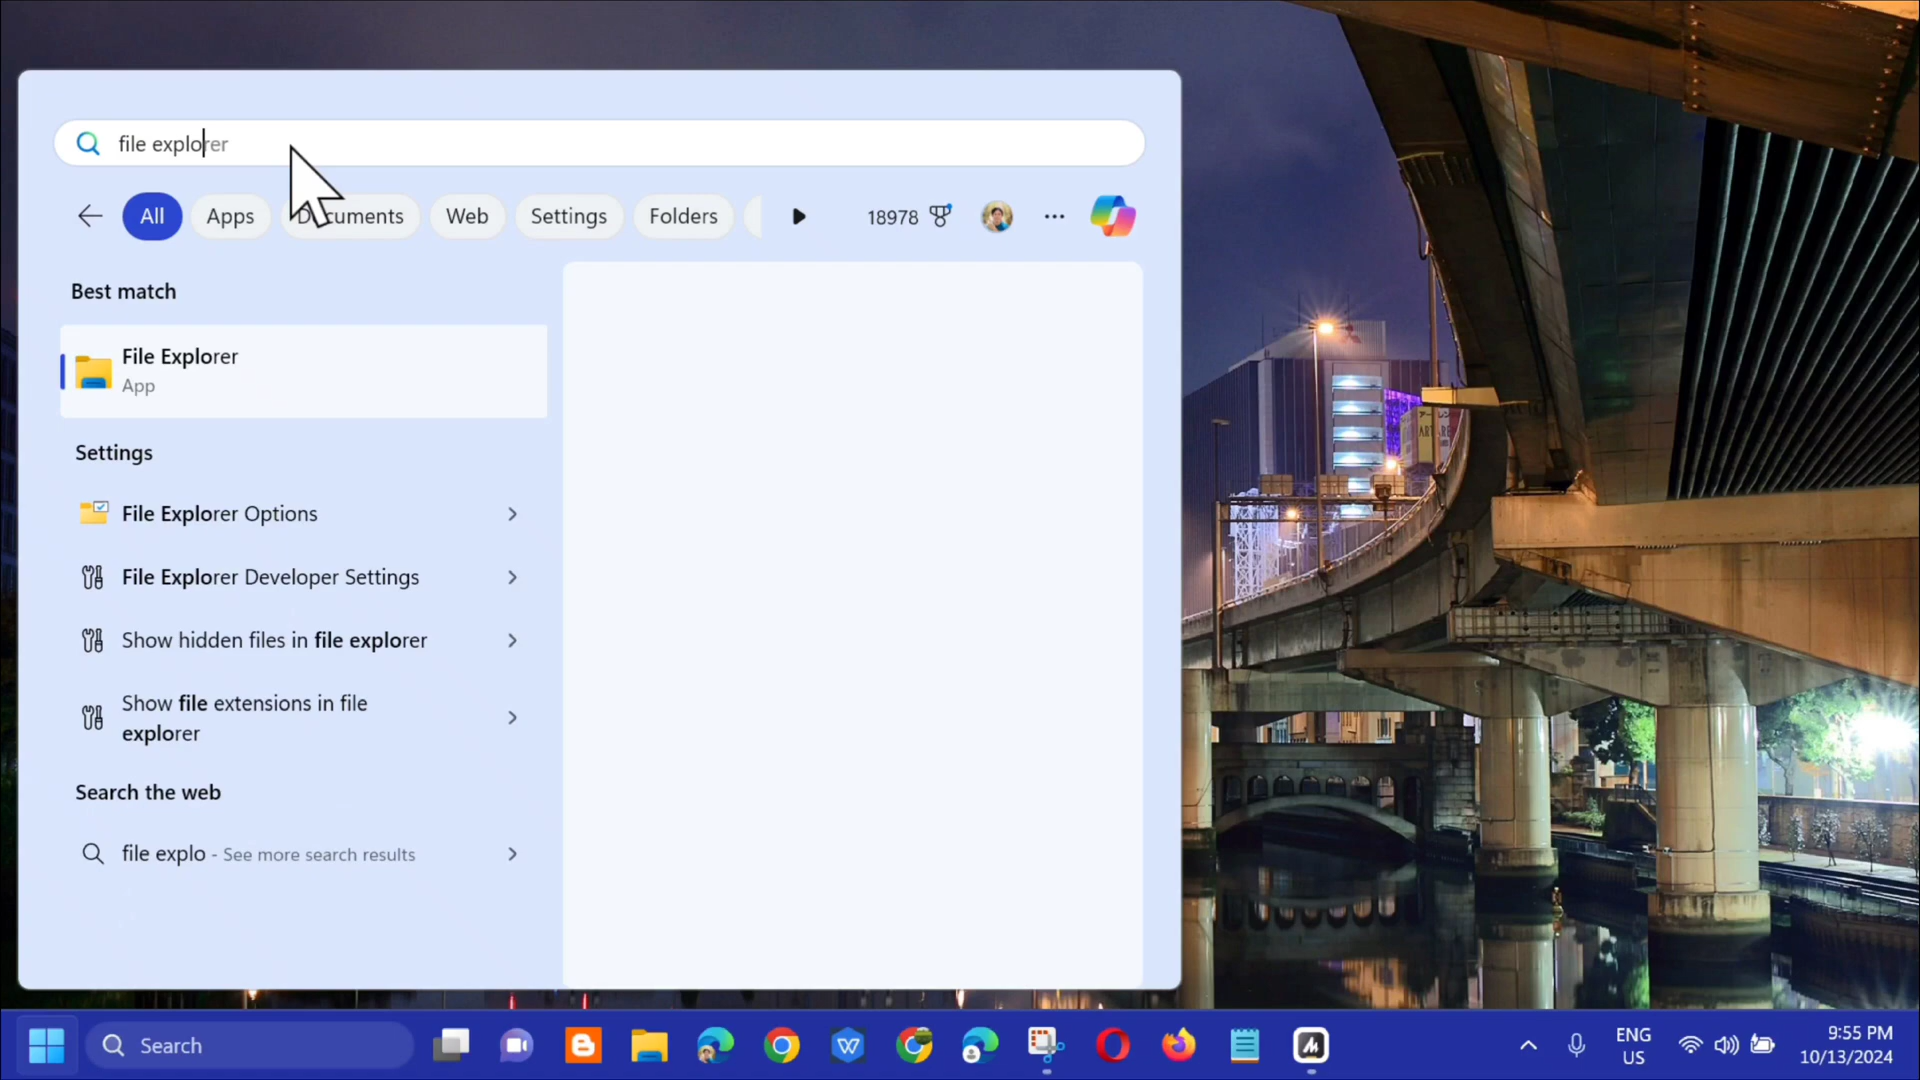 file explorer
All Apps Documents Web Settings Folders 18978
Best match
File Explorer
App
Settings
File Explorer Options
File Explorer Developer Settings
Show hidden files in file explorer
Show file extensions in file
explorer
Search the web
file explo - See more search results
Search
ENG
US
9:55 PM
10/13/2024